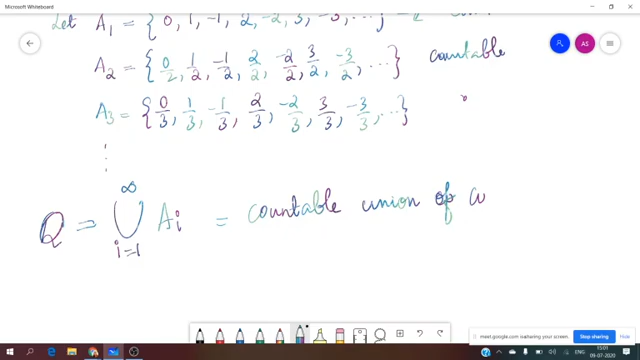 Microsoft Whiteboard
Let A₁ = { 0, 1, -1, 2, -2, 3, -3, ... } =
A₂ = { 0/2, 1/2, -1/2, 2/2, -2/2, 3/2, -3/2, ... } countable
A₃ = { 0/3, 1/3, -1/3, 2/3, -2/3, 3/3, -3/3, ... }
⋮
Q = ⋃_{i=1}^{∞} Aᵢ = countable union of co
AS
meet.google.com is sharing your screen.
Stop sharing
Hide
ENG
15:01
09-07-2020